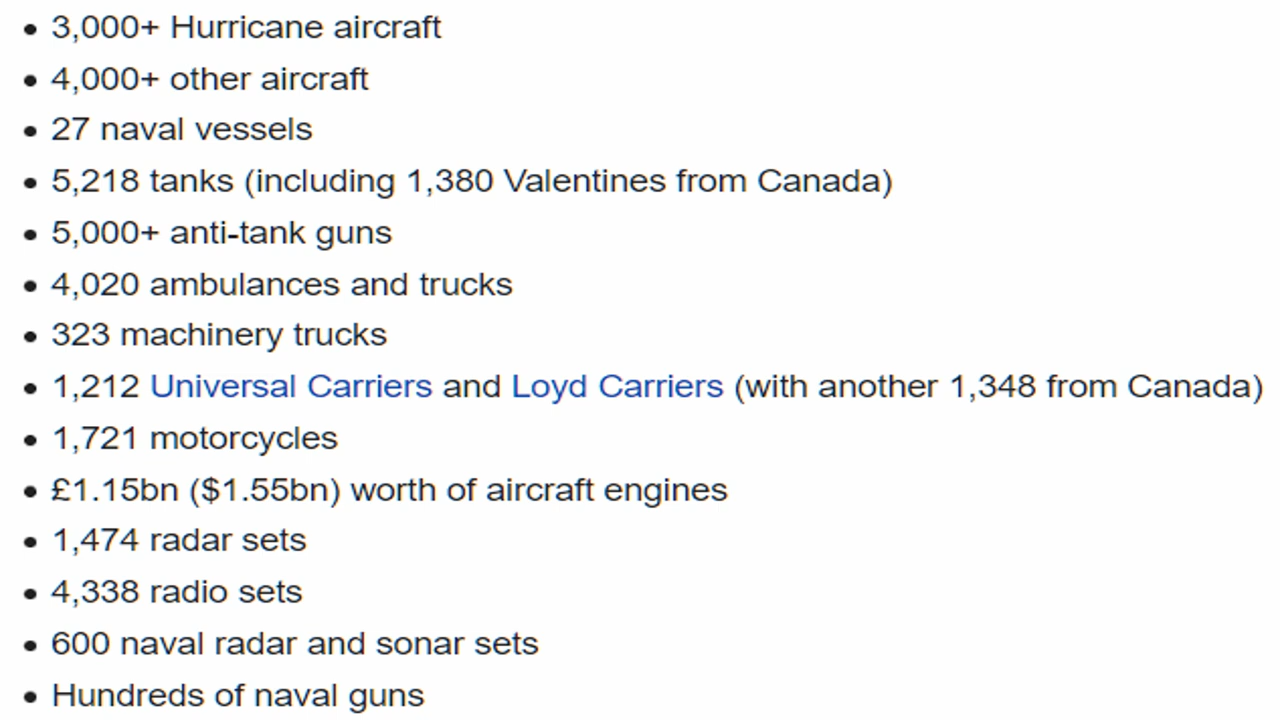 • 3,000+ Hurricane aircraft
• 4,000+ other aircraft
• 27 naval vessels
• 5,218 tanks (including 1,380 Valentines from Canada)
• 5,000+ anti-tank guns
• 4,020 ambulances and trucks
• 323 machinery trucks
• 1,212 Universal Carriers and Loyd Carriers (with another 1,348 from Canada)
• 1,721 motorcycles
• £1.15bn ($1.55bn) worth of aircraft engines
• 1,474 radar sets
• 4,338 radio sets
• 600 naval radar and sonar sets
• Hundreds of naval guns